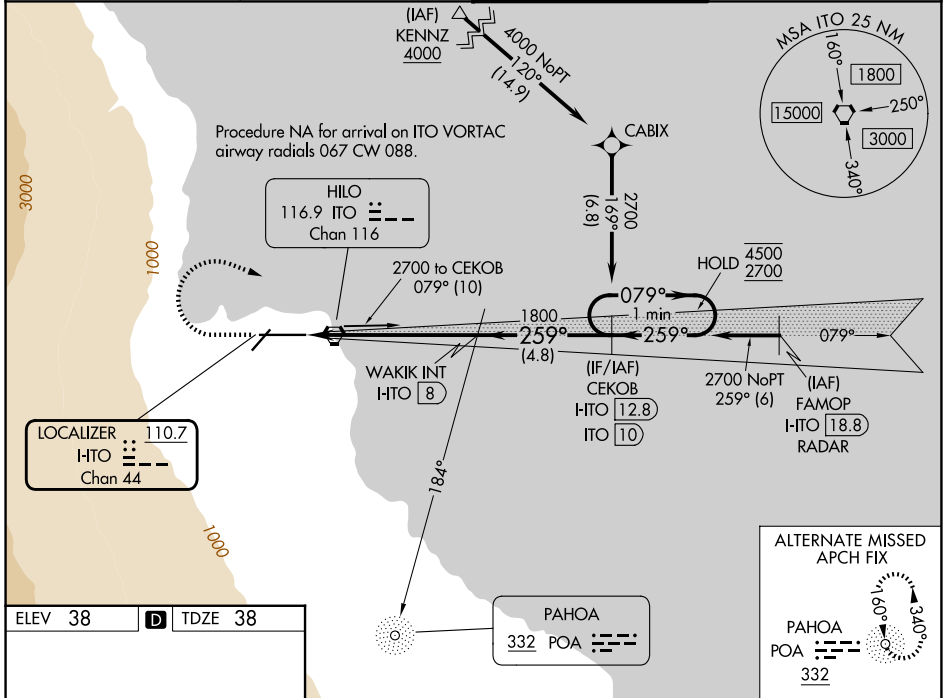 (IAF)
KENNZ
4000
4000 NoPT
120°
(14.9)
MSA ITO 25 NM
160°
1800
15000
250°
3000
340°
Procedure NA for arrival on ITO VORTAC
airway radials 067 CW 088.
CABIX
3000
HILO
116.9 ITO
Chan 116
2700
169°
(6.8)
1000
2700 to CEKOB
079° (10)
HOLD
4500
2700
079°
1 min
1800
259°
(4.8)
259°
079°
WAKIK INT
I-ITO 8
(IF/IAF)
CEKOB
I-ITO 12.8
ITO 10
2700 NoPT
259° (6)
(IAF)
FAMOP
I-ITO 18.8
RADAR
LOCALIZER 110.7
I-ITO
Chan 44
184°
1000
ALTERNATE MISSED
APCH FIX
160°
340°
PAHOA
POA
332
ELEV 38
D
TDZE 38
PAHOA
332 POA